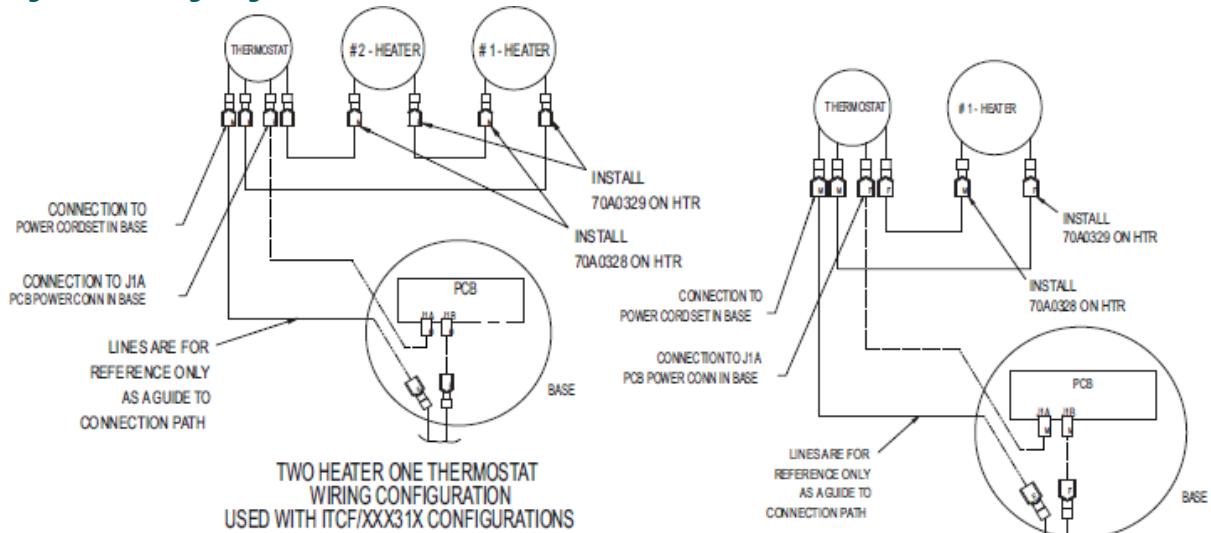 THERMOSTAT
#2 - HEATER
#1 - HEATER
INSTALL
70A0329 ON HTR
INSTALL
70A0328 ON HTR
CONNECTION TO
POWER CORDSET IN BASE
CONNECTION TO J1A
PCB POWER CONN IN BASE
PCB
J1A J1B
LINES ARE FOR
REFERENCE ONLY
AS A GUIDE TO
CONNECTION PATH
BASE
TWO HEATER ONE THERMOSTAT
WIRING CONFIGURATION
USED WITH ITCF/XXX31X CONFIGURATIONS
THERMOSTAT
#1 - HEATER
M
F
M
F
INSTALL
70A0329 ON HTR
INSTALL
70A0328 ON HTR
CONNECTION TO
POWER CORDSET IN BASE
CONNECTION TO J1A
PCB POWER CONN IN BASE
PCB
J1A J1B
M M
F
LINES ARE FOR
REFERENCE ONLY
AS A GUIDE TO
CONNECTION PATH
BASE